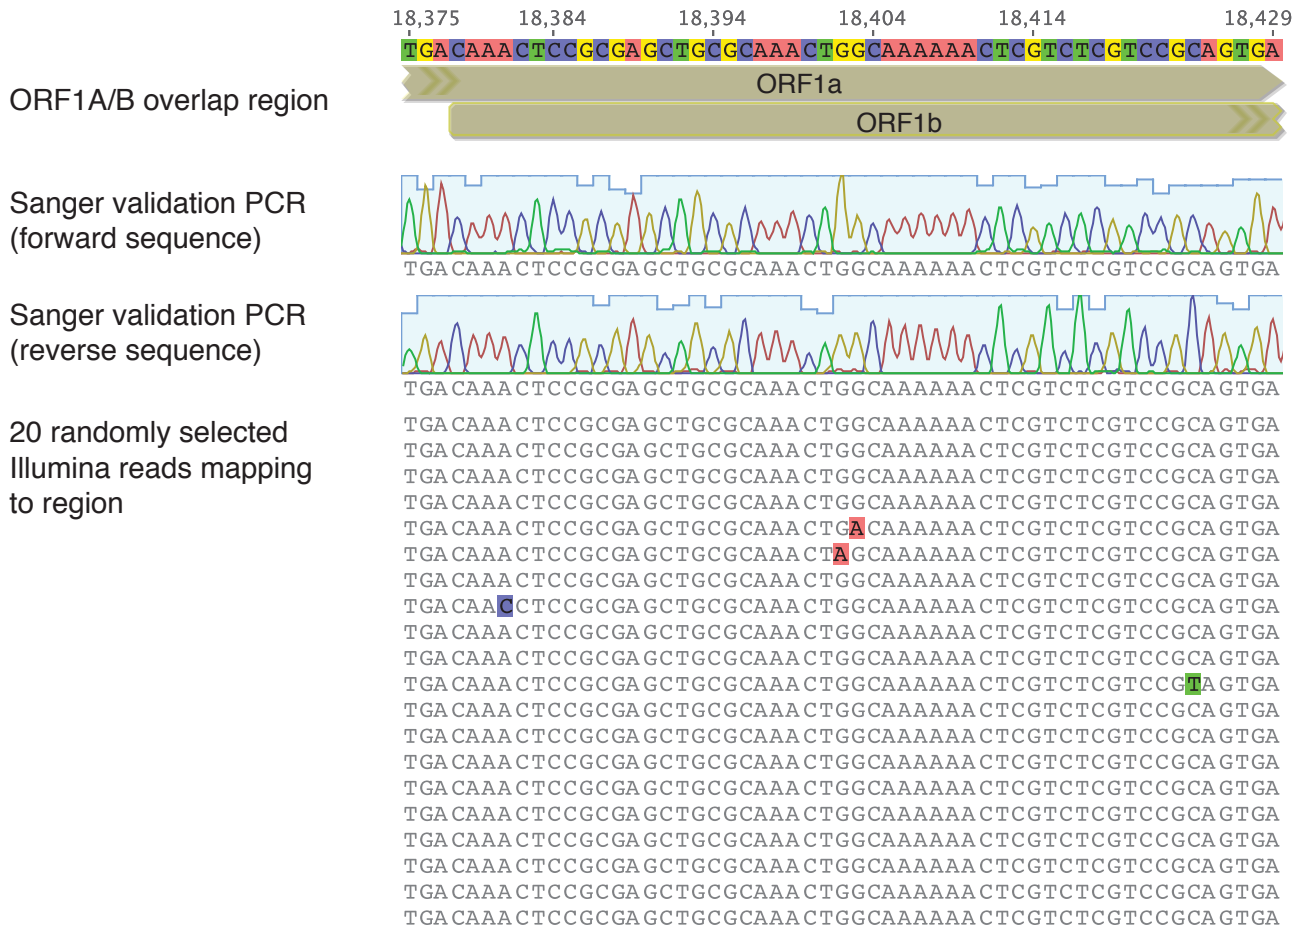 18,375 18,384 18,394 18,404 18,414 18,429
TGACAAACTCCGCGAGCTGCGCAAACTGGCAAAAAACTCGTCTCGTCCGCAGTGA
ORF1A/B overlap region
ORF1a
ORF1b
Sanger validation PCR
(forward sequence)
TGACAAACTCCGCGAGCTGCGCAAACTGGCAAAAAACTCGTCTCGTCCGCAGTGA
Sanger validation PCR
(reverse sequence)
TGACAAACTCCGCGAGCTGCGCAAACTGGCAAAAAACTCGTCTCGTCCGCAGTGA
20 randomly selected
Illumina reads mapping
to region
TGACAAACTCCGCGAGCTGCGCAAACTGGCAAAAAACTCGTCTCGTCCGCAGTGA
TGACAAACTCCGCGAGCTGCGCAAACTGGCAAAAAACTCGTCTCGTCCGCAGTGA
TGACAAACTCCGCGAGCTGCGCAAACTGGCAAAAAACTCGTCTCGTCCGCAGTGA
TGACAAACTCCGCGAGCTGCGCAAACTGGCAAAAAACTCGTCTCGTCCGCAGTGA
TGACAAACTCCGCGAGCTGCGCAAACTGACAAAAAACTCGTCTCGTCCGCAGTGA
TGACAAACTCCGCGAGCTGCGCAAACTAGCAAAAAACTCGTCTCGTCCGCAGTGA
TGACAAACTCCGCGAGCTGCGCAAACTGGCAAAAAACTCGTCTCGTCCGCAGTGA
TGACAACCTCCGCGAGCTGCGCAAACTGGCAAAAAACTCGTCTCGTCCGCAGTGA
TGACAAACTCCGCGAGCTGCGCAAACTGGCAAAAAACTCGTCTCGTCCGCAGTGA
TGACAAACTCCGCGAGCTGCGCAAACTGGCAAAAAACTCGTCTCGTCCGCAGTGA
TGACAAACTCCGCGAGCTGCGCAAACTGGCAAAAAACTCGTCTCGTCCGTAGTGA
TGACAAACTCCGCGAGCTGCGCAAACTGGCAAAAAACTCGTCTCGTCCGCAGTGA
TGACAAACTCCGCGAGCTGCGCAAACTGGCAAAAAACTCGTCTCGTCCGCAGTGA
TGACAAACTCCGCGAGCTGCGCAAACTGGCAAAAAACTCGTCTCGTCCGCAGTGA
TGACAAACTCCGCGAGCTGCGCAAACTGGCAAAAAACTCGTCTCGTCCGCAGTGA
TGACAAACTCCGCGAGCTGCGCAAACTGGCAAAAAACTCGTCTCGTCCGCAGTGA
TGACAAACTCCGCGAGCTGCGCAAACTGGCAAAAAACTCGTCTCGTCCGCAGTGA
TGACAAACTCCGCGAGCTGCGCAAACTGGCAAAAAACTCGTCTCGTCCGCAGTGA
TGACAAACTCCGCGAGCTGCGCAAACTGGCAAAAAACTCGTCTCGTCCGCAGTGA
TGACAAACTCCGCGAGCTGCGCAAACTGGCAAAAAACTCGTCTCGTCCGCAGTGA